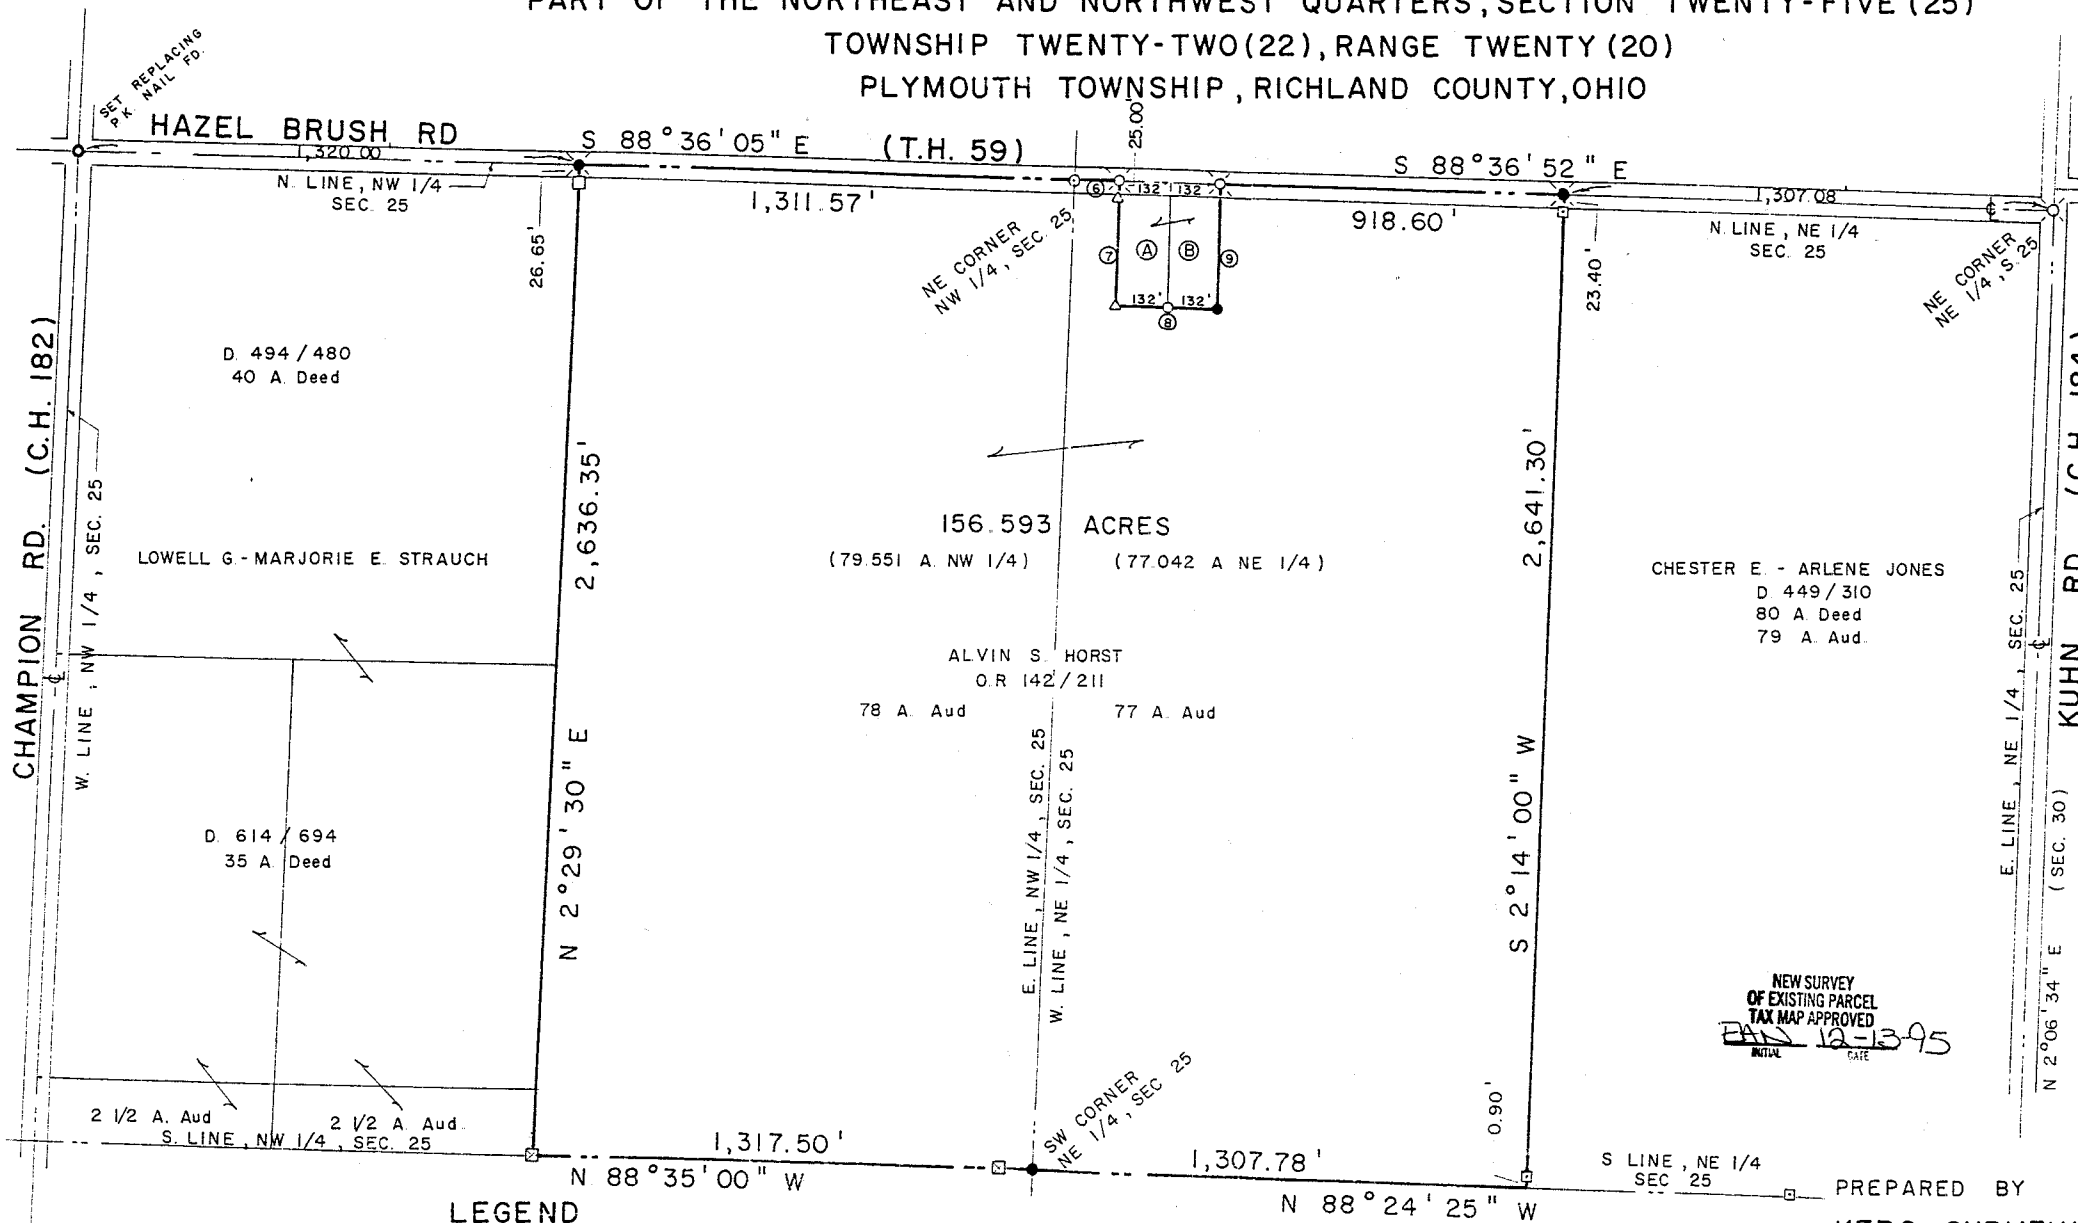 PART OF THE NORTHEAST AND NORTHWEST QUARTERS, SECTION TWENTY-FIVE (25)
TOWNSHIP TWENTY-TWO (22), RANGE TWENTY (20)
PLYMOUTH TOWNSHIP, RICHLAND COUNTY, OHIO
SET REPLACING
P.K. NAIL FD.
HAZEL BRUSH RD
S 88°36'05" E
(T.H. 59)
25.00'
S 88°36'52" E
1,320.00'
N. LINE, NW 1/4
SEC. 25
26.65'
1,311.57'
6
132'
132'
918.60'
1,307.08'
N. LINE, NE 1/4
SEC. 25
23.40'
NE CORNER
NW 1/4, SEC. 25
7
A
B
9
132'
132'
8
NE CORNER
NE 1/4, S. 25
D. 494/480
40 A. Deed
CHAMPION RD. (C.H. 182)
W. LINE, NW 1/4, SEC. 25
LOWELL G.-MARJORIE E. STRAUCH
2,636.35'
N 2°29'30" E
156.593 ACRES
(79.551 A. NW 1/4)
(77.042 A NE 1/4)
ALVIN S. HORST
O.R 142/211
78 A. Aud
77 A. Aud
E. LINE, NW 1/4, SEC. 25
W. LINE, NE 1/4, SEC. 25
2,641.30'
S 2°14'00" W
CHESTER E. - ARLENE JONES
D. 449/310
80 A. Deed
79 A. Aud.
E. LINE, NE 1/4, SEC. 25
KUHN RD (C.H.
(SEC. 30)
N 2°06'34" E
D. 614/694
35 A. Deed
NEW SURVEY
OF EXISTING PARCEL
TAX MAP APPROVED
EAN 12-13-95
INITIAL DATE
2 1/2 A. Aud
2 1/2 A. Aud.
S. LINE, NW 1/4, SEC. 25
1,317.50'
N 88°35'00" W
SW CORNER
NE 1/4, SEC 25
1,307.78'
N 88°24'25" W
0.90'
S LINE, NE 1/4
SEC 25
PREPARED BY
LEGEND